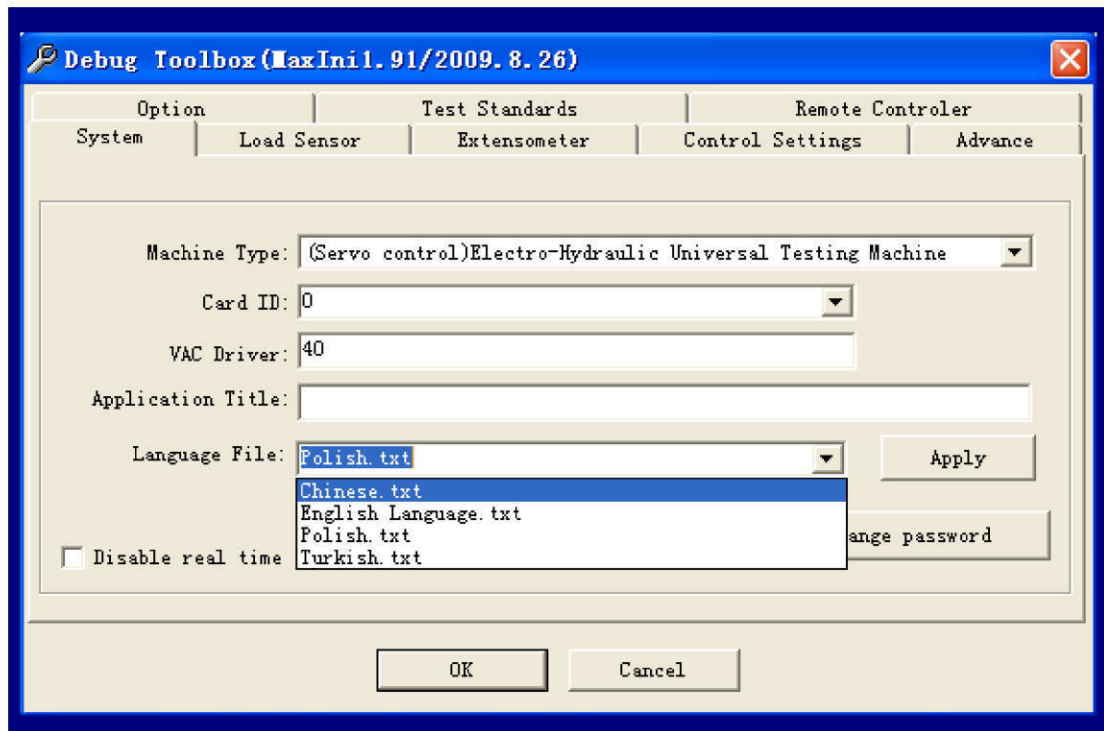 Debug Toolbox(MaxIni1.91/2009.8.26)
Option Test Standards Remote Controler
System Load Sensor Extensometer Control Settings Advance
Machine Type: (Servo control)Electro-Hydraulic Universal Testing Machine
Card ID: 0
VAC Driver: 40
Application Title:
Language File: Polish.txt Apply
Chinese.txt
English Language.txt
Polish.txt ange password
Disable real time Turkish.txt
OK Cancel